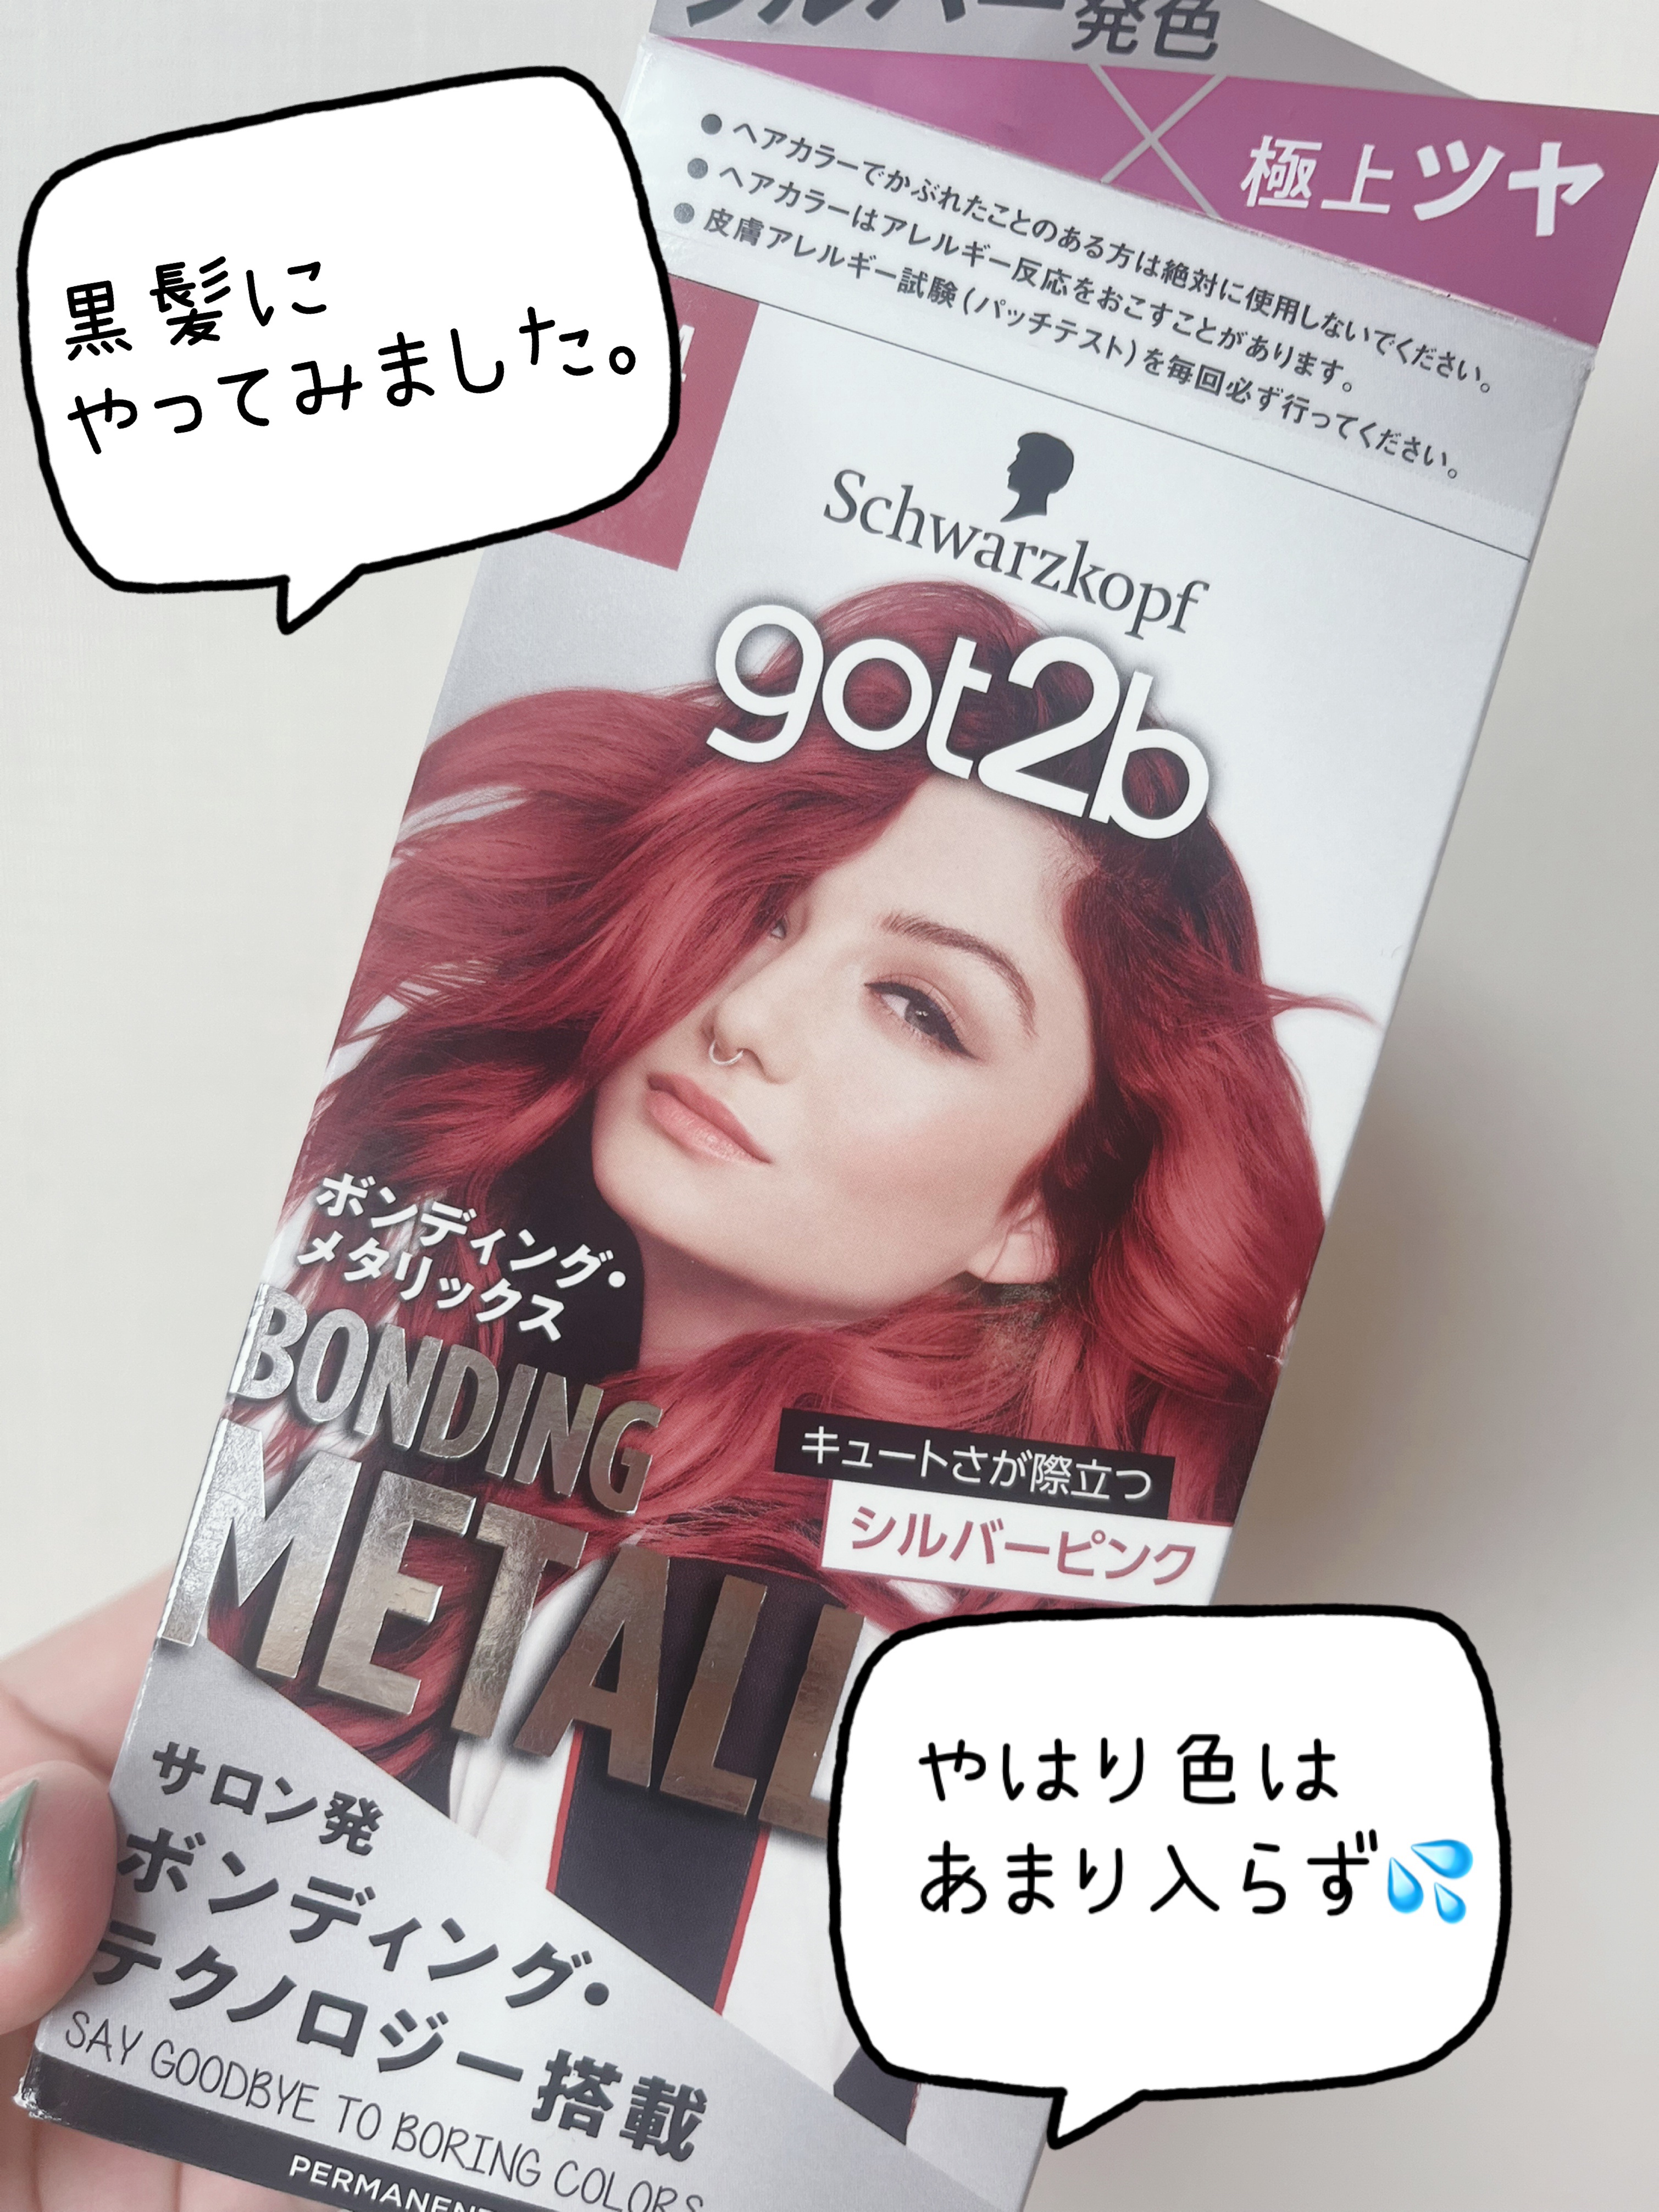 シルバー発色
極上ツヤ
●ヘアカラーでかぶれたことのある方は絶対に使用しないでください。
●ヘアカラーはアレルギー反応をおこすことがあります。
●皮膚アレルギー試験(パッチテスト)を毎回必ず行ってください。
黒髪に
やってみました。
Schwarzkopf
got2b
ボンディング・
メタリックス
BONDING
METALL
キュートさが際立つ
シルバーピンク
やはり色は
あまり入らず💦
サロン発
ボンディング・
テクノロジー搭載
SAY GOODBYE TO BORING COLORS
PERMANENT